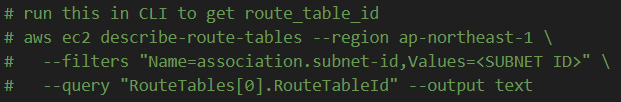 # run this in CLI to get route_table_id
# aws ec2 describe-route-tables --region ap-northeast-1 \
#   --filters "Name=association.subnet-id,Values=<SUBNET ID>" \
#   --query "RouteTables[0].RouteTableId" --output text